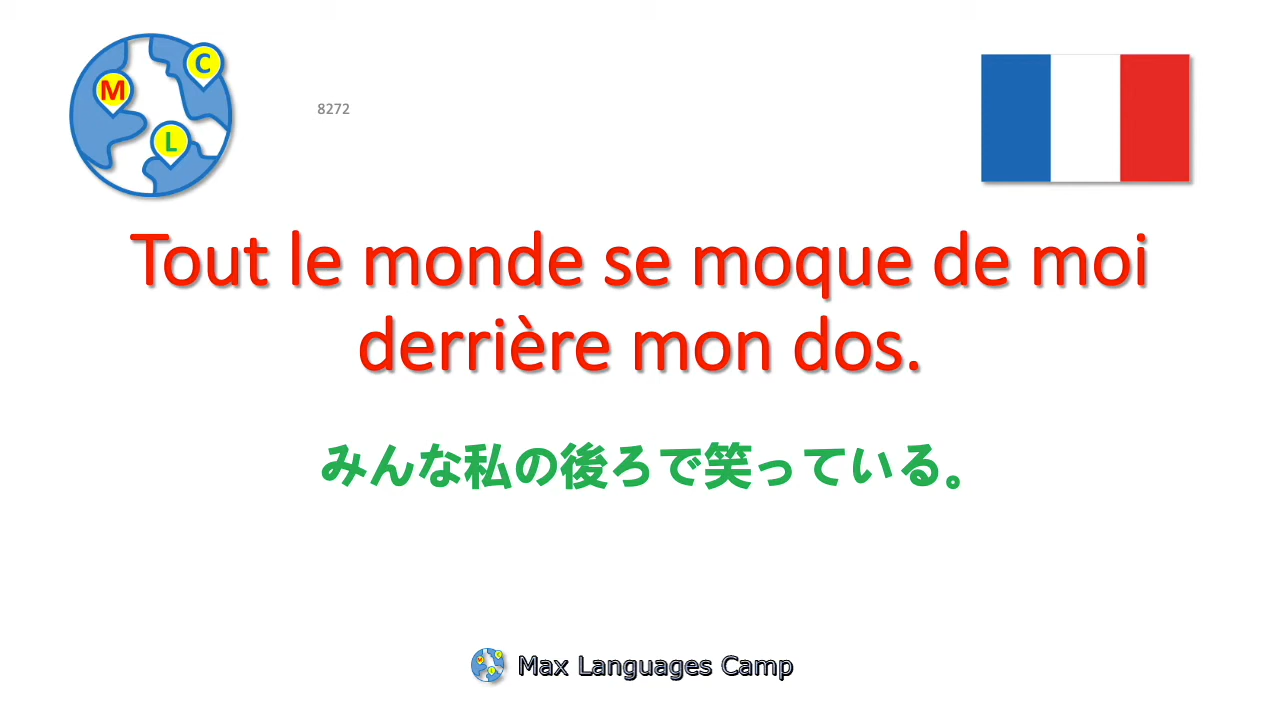 M
C
L
8272
Tout le monde se moque de moi
derrière mon dos.
みんな私の後ろで笑っている。
Max Languages Camp